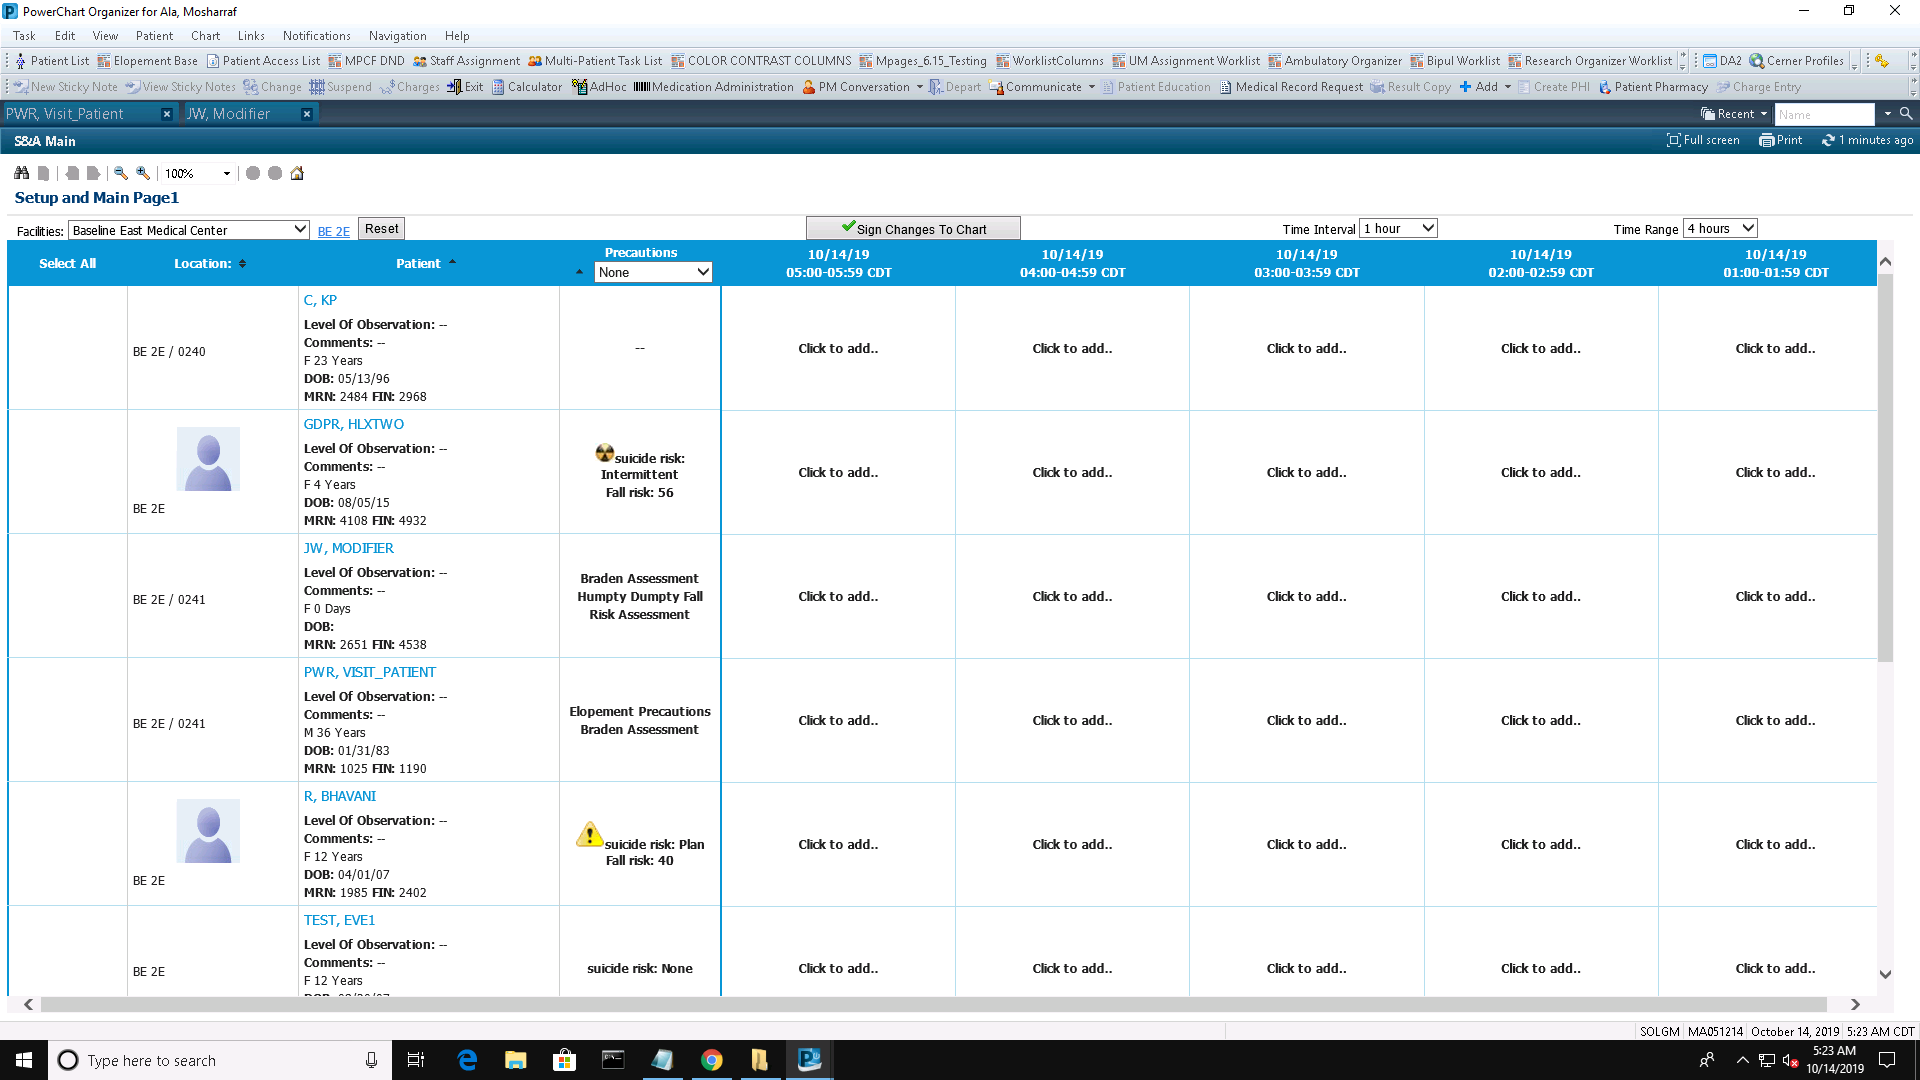 PowerChart Organizer for Ala, Mosharraf
Task Edit View Patient Chart Links Notifications Navigation Help
Patient List Elopement Base Patient Access List MPCF DND Staff Assignment Multi-Patient Task List COLOR CONTRAST COLUMNS Mpages_6.15_Testing WorklistColumns UM Assignment Worklist Ambulatory Organizer Bipul Worklist Research Organizer Worklist DA2 Cerner Profiles
New Sticky Note View Sticky Notes Change Suspend Charges Exit Calculator AdHoc Medication Administration PM Conversation Depart Communicate Patient Education Medical Record Request Result Copy Add Create PHI Patient Pharmacy Charge Entry
PWR, Visit_Patient JW, Modifier Recent Name
S&A Main Full screen Print 1 minutes ago
100%
Setup and Main Page1
Facilities: Baseline East Medical Center BE 2E Reset Sign Changes To Chart Time Interval 1 hour Time Range 4 hours
Select All Location: Patient Precautions None
10/14/19 10/14/19 10/14/19 10/14/19 10/14/19
05:00-05:59 CDT 04:00-04:59 CDT 03:00-03:59 CDT 02:00-02:59 CDT 01:00-01:59 CDT
C, KP
Level Of Observation: --
Comments: --
BE 2E / 0240 F 23 Years -- Click to add.. Click to add.. Click to add.. Click to add.. Click to add..
DOB: 05/13/96
MRN: 2484 FIN: 2968
GDPR, HLXTWO
Level Of Observation: --
Comments: --
F 4 Years
DOB: 08/05/15
MRN: 4108 FIN: 4932
BE 2E
suicide risk:
Intermittent
Fall risk: 56
Click to add.. Click to add.. Click to add.. Click to add.. Click to add..
JW, MODIFIER
Level Of Observation: --
Comments: --
BE 2E / 0241 F 0 Days
DOB:
MRN: 2651 FIN: 4538
Braden Assessment
Humpty Dumpty Fall
Risk Assessment
Click to add.. Click to add.. Click to add.. Click to add.. Click to add..
PWR, VISIT_PATIENT
Level Of Observation: --
Comments: --
BE 2E / 0241 M 36 Years
DOB: 01/31/83
MRN: 1025 FIN: 1190
Elopement Precautions
Braden Assessment
Click to add.. Click to add.. Click to add.. Click to add.. Click to add..
R, BHAVANI
Level Of Observation: --
Comments: --
F 12 Years
DOB: 04/01/07
MRN: 1985 FIN: 2402
BE 2E
suicide risk: Plan
Fall risk: 40
Click to add.. Click to add.. Click to add.. Click to add.. Click to add..
TEST, EVE1
Level Of Observation: --
Comments: --
BE 2E F 12 Years
suicide risk: None
Click to add.. Click to add.. Click to add.. Click to add.. Click to add..
SOLGM MA051214 October 14, 2019 5:23 AM CDT
Type here to search
5:23 AM
10/14/2019